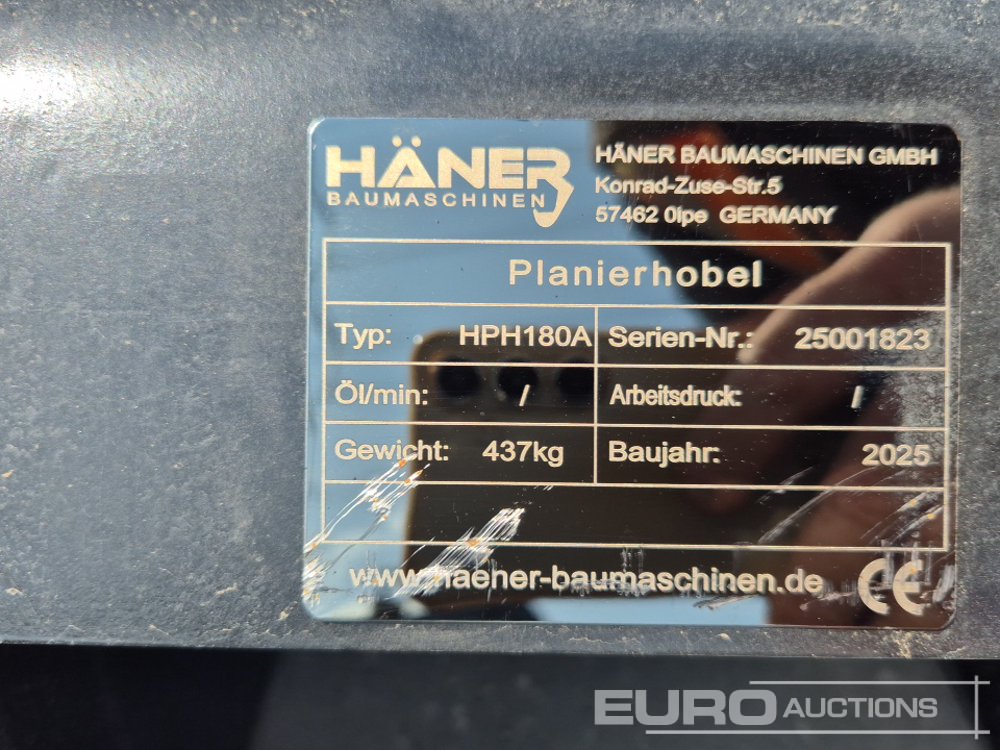 HÄNER
BAUMASCHINEN
HÄNER BAUMASCHINEN GMBH
Konrad-Zuse-Str.5
57462 Olpe GERMANY
Planierhobel
Typ: HPH180A Serien-Nr.: 25001823
Öl/min: / Arbeitsdruck: /
Gewicht: 437kg Baujahr: 2025
www.haener-baumaschinen.de CE
EURO AUCTIONS